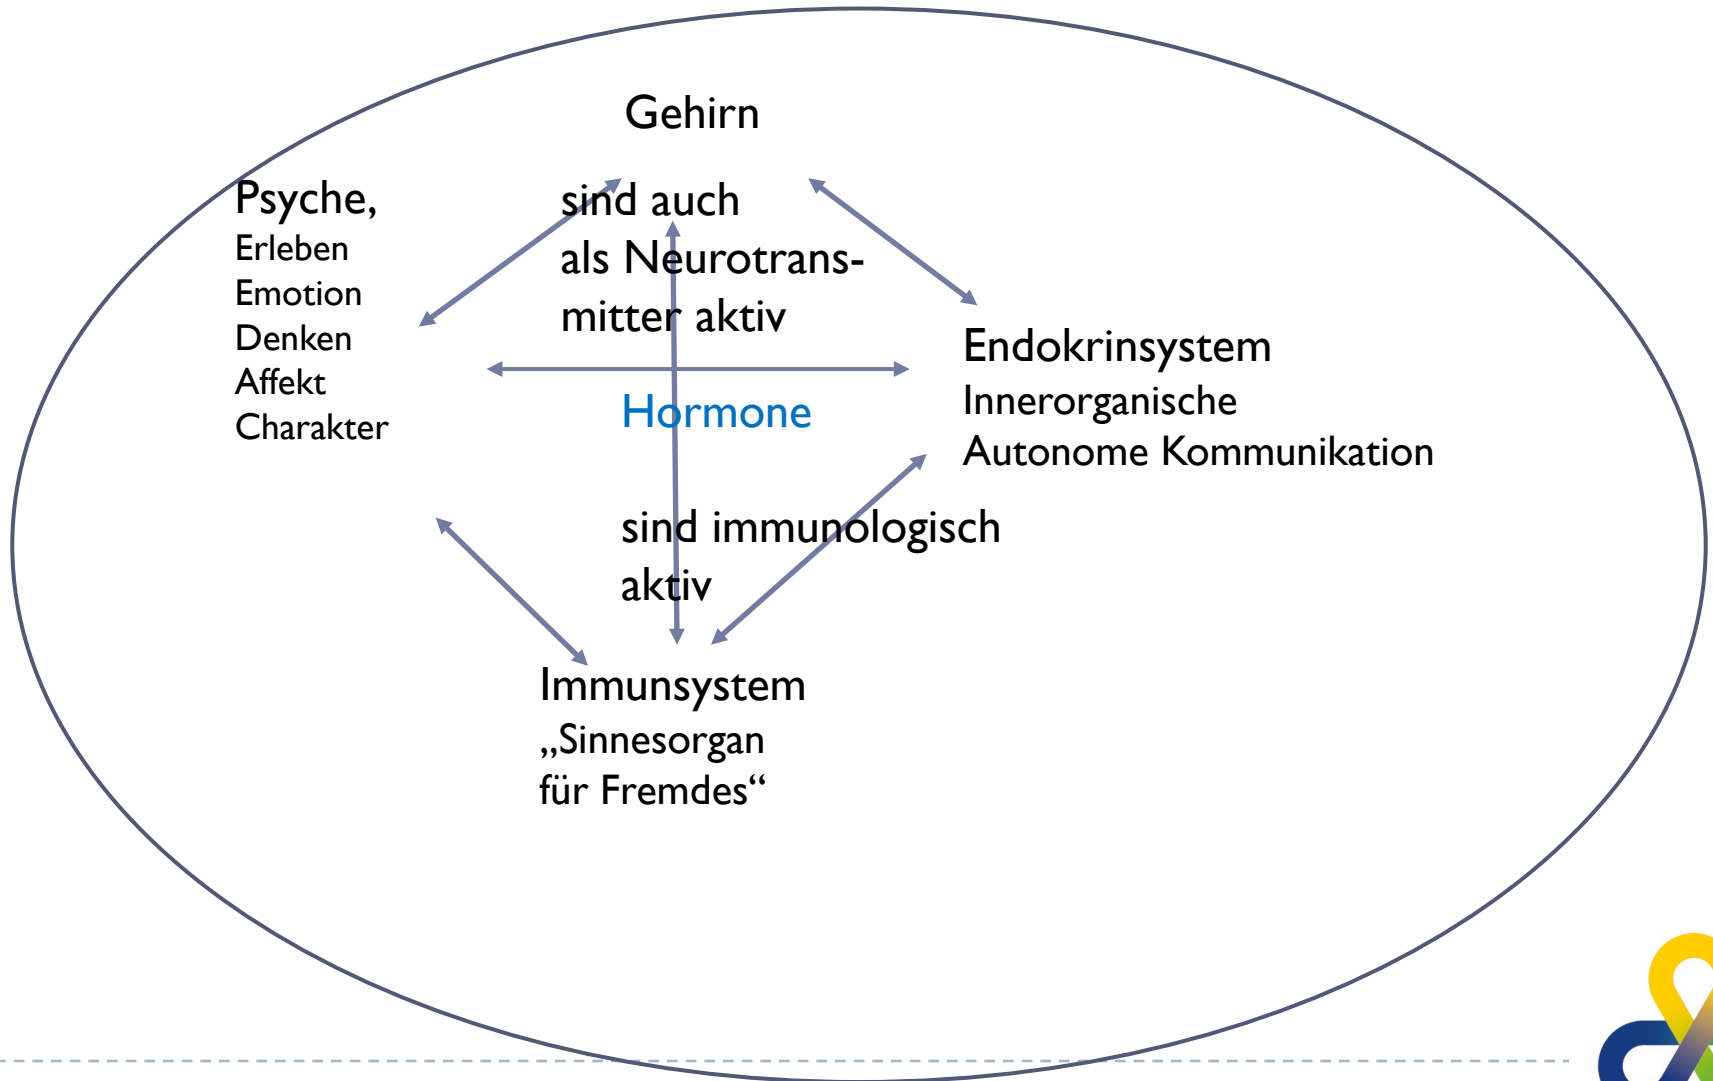 Gehirn
Psyche,
Erleben
Emotion
Denken
Affekt
Charakter
sind auch
als Neurotrans-
mitter aktiv
Hormone
sind immunologisch
aktiv
Endokrinsystem
Innerorganische
Autonome Kommunikation
Immunsystem
„Sinnesorgan
für Fremdes“